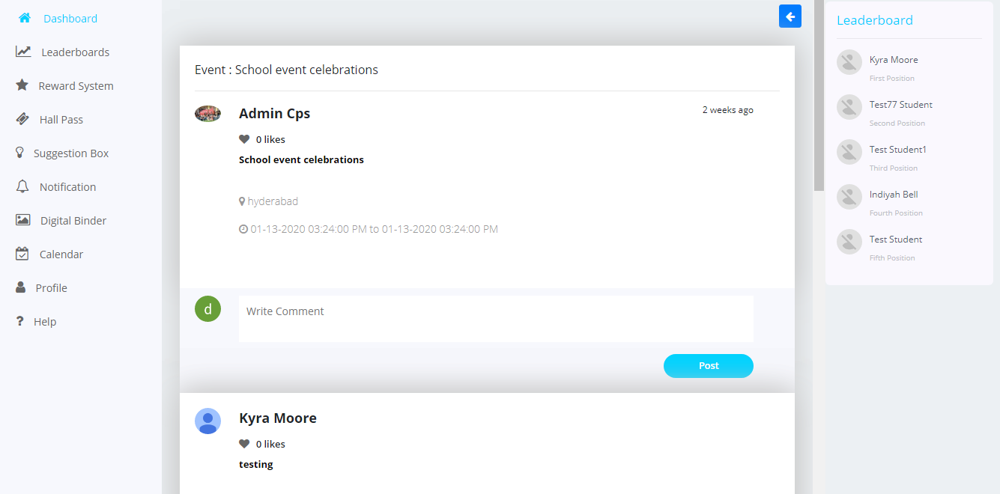 Dashboard
Leaderboards
Reward System
Hall Pass
Suggestion Box
Notification
Digital Binder
Calendar
Profile
Help
Event : School event celebrations
Admin Cps
2 weeks ago
0 likes
School event celebrations
hyderabad
01-13-2020 03:24:00 PM to 01-13-2020 03:24:00 PM
d
Write Comment
Post
Kyra Moore
0 likes
testing
Leaderboard
Kyra Moore
First Position
Test77 Student
Second Position
Test Student1
Third Position
Indiyah Bell
Fourth Position
Test Student
Fifth Position